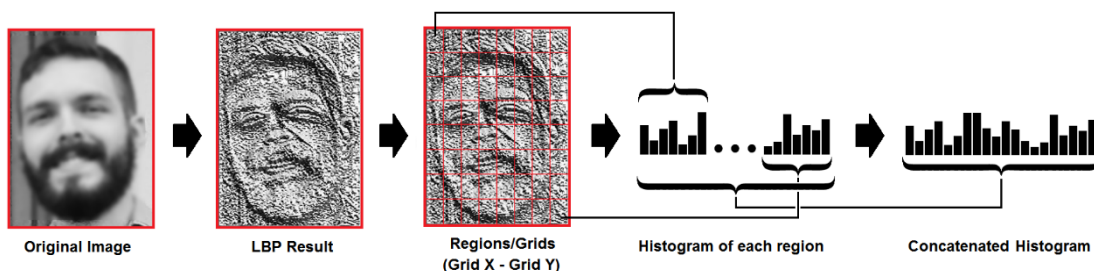 Original Image
LBP Result
Regions/Grids
(Grid X - Grid Y)
Histogram of each region
Concatenated Histogram